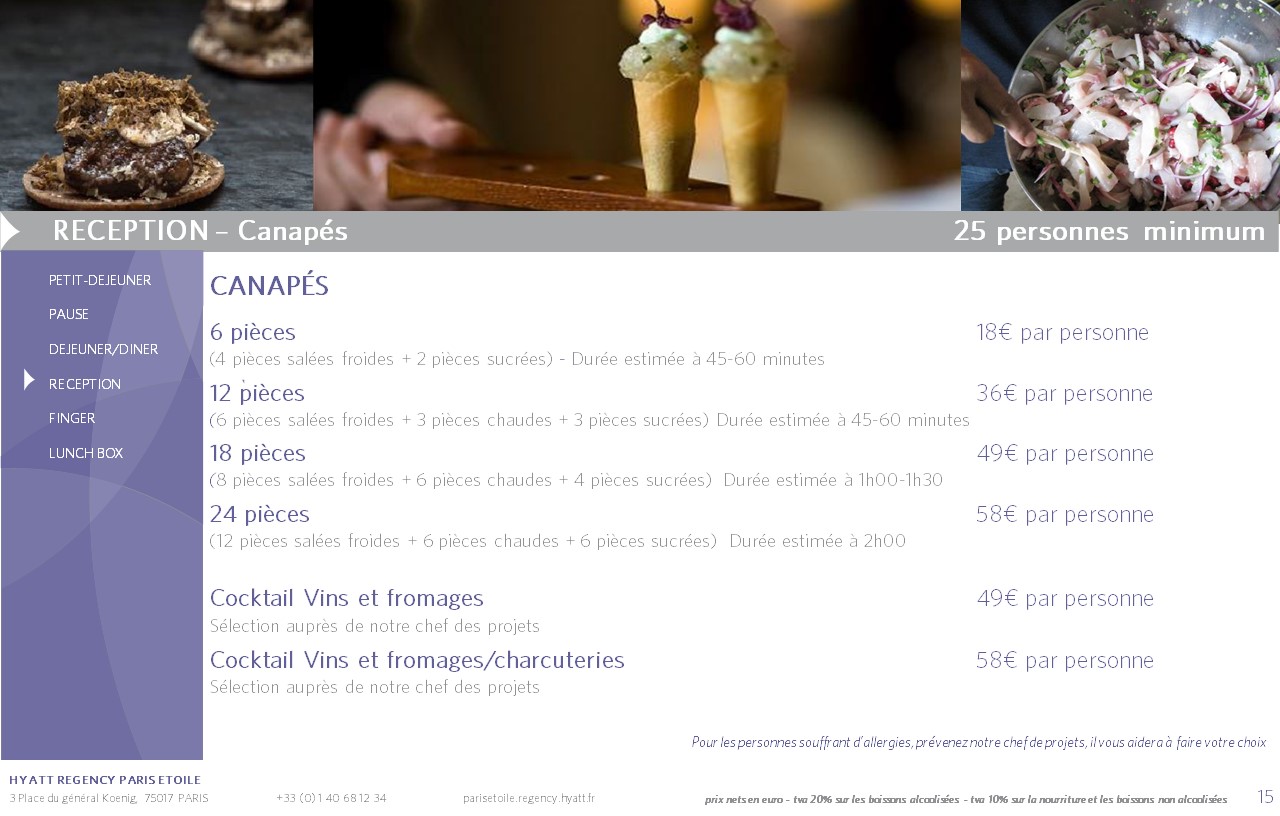 RECEPTION – Canapés 25 personnes minimum
PETIT-DEJEUNER
PAUSE
DEJEUNER/DINER
RECEPTION
FINGER
LUNCH BOX
CANAPÉS
6 pièces 18€ par personne
(4 pièces salées froides + 2 pièces sucrées) - Durée estimée à 45-60 minutes
12 pièces 36€ par personne
(6 pièces salées froides + 3 pièces chaudes + 3 pièces sucrées) Durée estimée à 45-60 minutes
18 pièces 49€ par personne
(8 pièces salées froides + 6 pièces chaudes + 4 pièces sucrées) Durée estimée à 1h00-1h30
24 pièces 58€ par personne
(12 pièces salées froides + 6 pièces chaudes + 6 pièces sucrées) Durée estimée à 2h00
Cocktail Vins et fromages 49€ par personne
Sélection auprès de notre chef des projets
Cocktail Vins et fromages/charcuteries 58€ par personne
Sélection auprès de notre chef des projets
Pour les personnes souffrant d'allergies, prévenez notre chef de projets, il vous aidera à faire votre choix
HYATT REGENCY PARIS ETOILE
3 Place du général Koenig, 75017 PARIS +33 (0) 1 40 68 12 34 parisetoile.regency.hyatt.fr prix nets en euro – tva 20% sur les boissons alcoolisées - tva 10% sur la nourriture et les boissons non alcoolisées 15